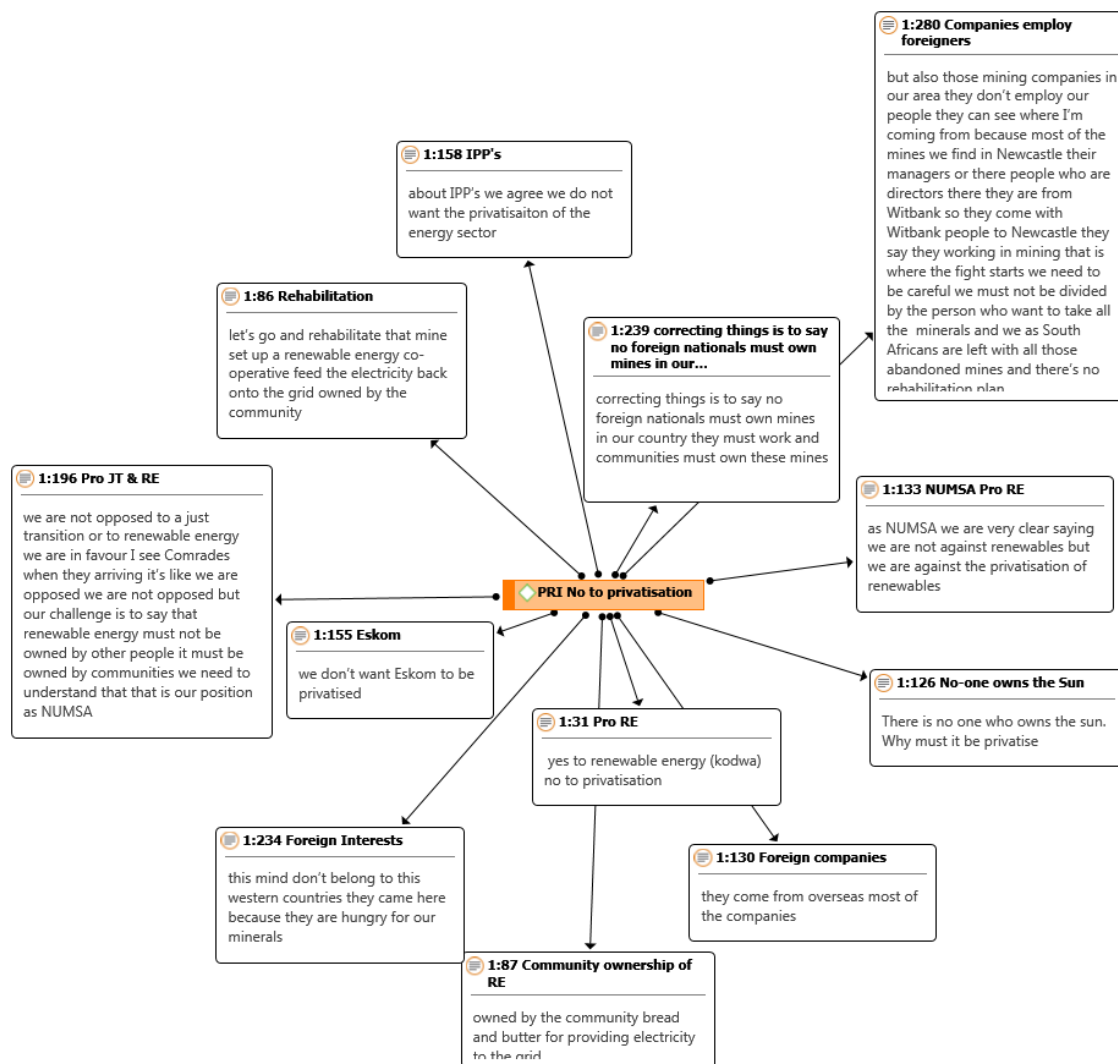 1:280 Companies employ
foreigners
but also those mining companies in
our area they don't employ our
people they can see where I'm
coming from because most of the
mines we find in Newcastle their
managers or there people who are
directors there they are from
Witbank so they come with
Witbank people to Newcastle they
say they working in mining that is
where the fight starts we need to
be careful we must not be divided
by the person who want to take all
the minerals and we as South
Africans are left with all those
abandoned mines and there's no
rehabilitation plan
1:158 IPP's
about IPP's we agree we do not
want the privatisaiton of the
energy sector
1:86 Rehabilitation
let's go and rehabilitate that mine
set up a renewable energy co-
operative feed the electricity back
onto the grid owned by the
community
1:239 correcting things is to say
no foreign nationals must own
mines in our...
correcting things is to say no
foreign nationals must own mines
in our country they must work and
communities must own these mines
1:196 Pro JT & RE
we are not opposed to a just
transition or to renewable energy
we are in favour I see Comrades
when they arriving it's like we are
opposed we are not opposed but
our challenge is to say that
renewable energy must not be
owned by other people it must be
owned by communities we need to
understand that that is our position
as NUMSA
1:133 NUMSA Pro RE
as NUMSA we are very clear saying
we are not against renewables but
we are against the privatisation of
renewables
PRI No to privatisation
1:155 Eskom
we don't want Eskom to be
privatised
1:126 No-one owns the Sun
There is no one who owns the sun.
Why must it be privatise
1:31 Pro RE
yes to renewable energy (kodwa)
no to privatisation
1:234 Foreign Interests
this mind don't belong to this
western countries they came here
because they are hungry for our
minerals
1:130 Foreign companies
they come from overseas most of
the companies
1:87 Community ownership of
RE
owned by the community bread
and butter for providing electricity
to the grid